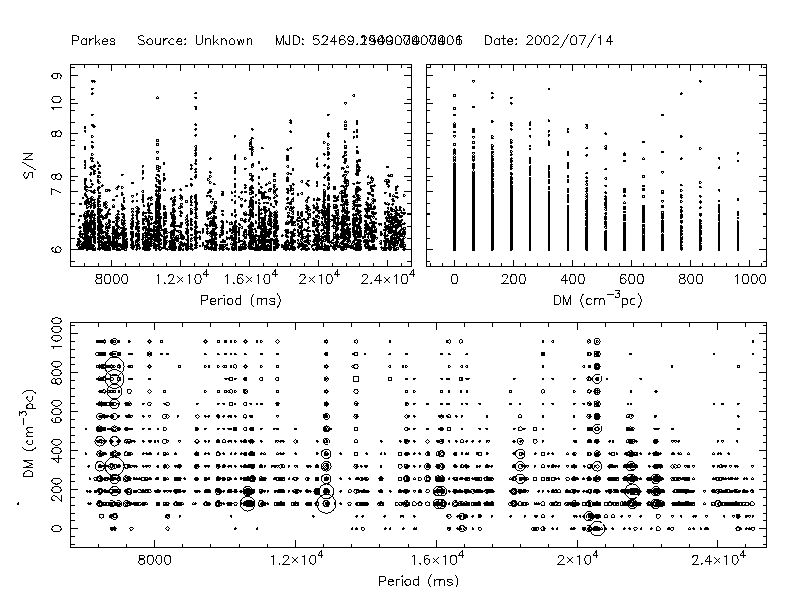 Parkes Source: Unknown MJD: Date: 2002/07/14
S/N
9
10
8
7.8
6
8000 1.2×10⁴ 1.6×10⁴ 2×10⁴ 2.4×10⁴
Period (ms)
0 200 400 600 800 1000
DM (cm⁻³pc)
DM (cm⁻³pc)
1000
800
600
400
200
0
8000 1.2×10⁴ 1.6×10⁴ 2×10⁴ 2.4×10⁴
Period (ms)